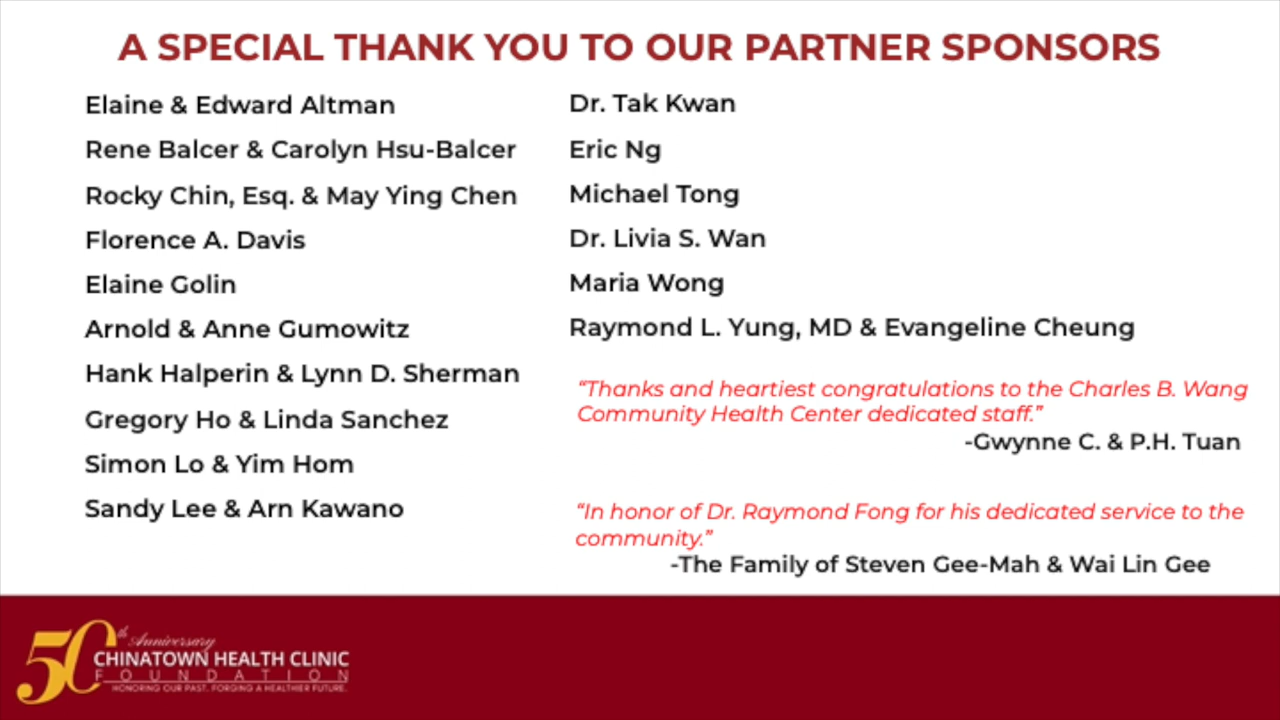 A SPECIAL THANK YOU TO OUR PARTNER SPONSORS
Elaine & Edward Altman
Rene Balcer & Carolyn Hsu-Balcer
Rocky Chin, Esq. & May Ying Chen
Florence A. Davis
Elaine Golin
Arnold & Anne Gumowitz
Hank Halperin & Lynn D. Sherman
Gregory Ho & Linda Sanchez
Simon Lo & Yim Hom
Sandy Lee & Arn Kawano
Dr. Tak Kwan
Eric Ng
Michael Tong
Dr. Livia S. Wan
Maria Wong
Raymond L. Yung, MD & Evangeline Cheung
“Thanks and heartiest congratulations to the Charles B. Wang
Community Health Center dedicated staff.”
-Gwynne C. & P.H. Tuan
“In honor of Dr. Raymond Fong for his dedicated service to the
community.”
-The Family of Steven Gee-Mah & Wai Lin Gee
50th Anniversary
CHINATOWN HEALTH CLINIC
FOUNDATION
HONORING OUR PAST. FORGING A HEALTHIER FUTURE.